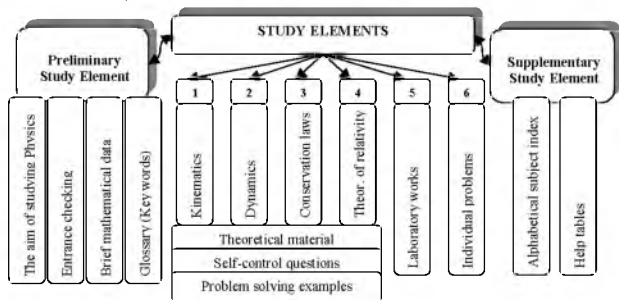 STUDY ELEMENTS
Preliminary
Study Element
Supplementary
Study Element
1
2
3
4
5
6
The aim of studying Physics
Entrance checking
Brief mathematical data
Glossary (Key words)
Kinematics
Dynamics
Conservation laws
Theor. of relativity
Laboratory works
Individual problems
Alphabetical subject index
Help tables
Theoretical material
Self-control questions
Problem solving examples